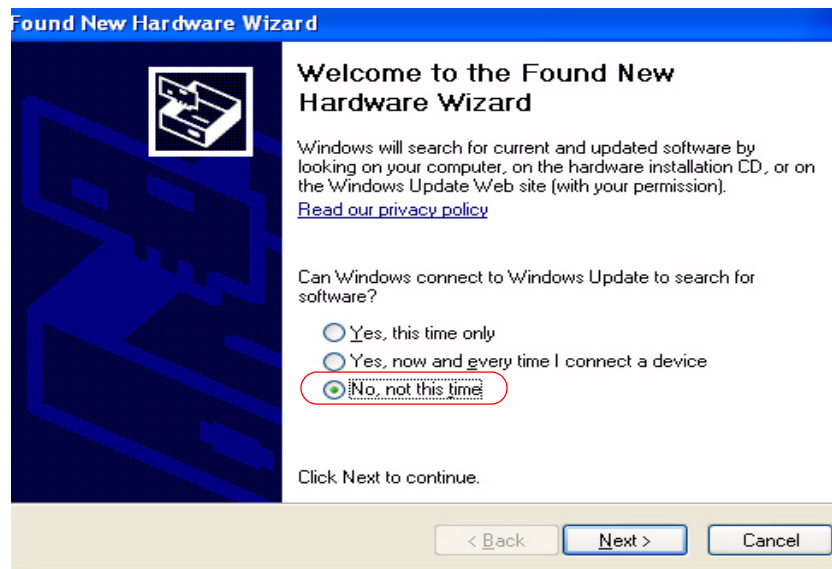 Found New Hardware Wizard
Welcome to the Found New
Hardware Wizard
Windows will search for current and updated software by
looking on your computer, on the hardware installation CD, or on
the Windows Update Web site (with your permission).
Read our privacy policy
Can Windows connect to Windows Update to search for
software?
Yes, this time only
Yes, now and every time I connect a device
No, not this time
Click Next to continue.
< Back Next > Cancel